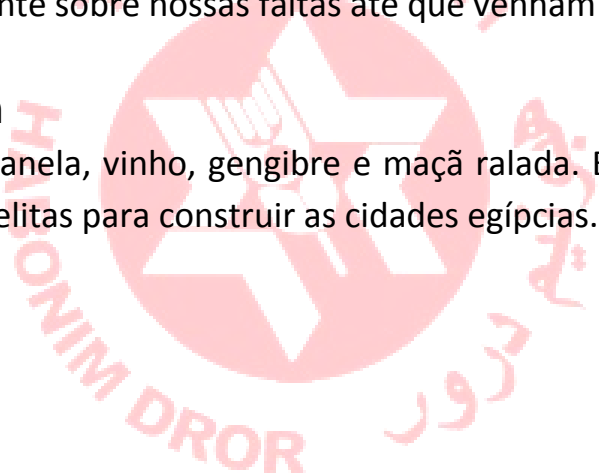 nte sobre nossas faltas até que venham
anela, vinho, gengibre e maçã ralada. E
elitas para construir as cidades egípcias.
HABONIM DROR
درور